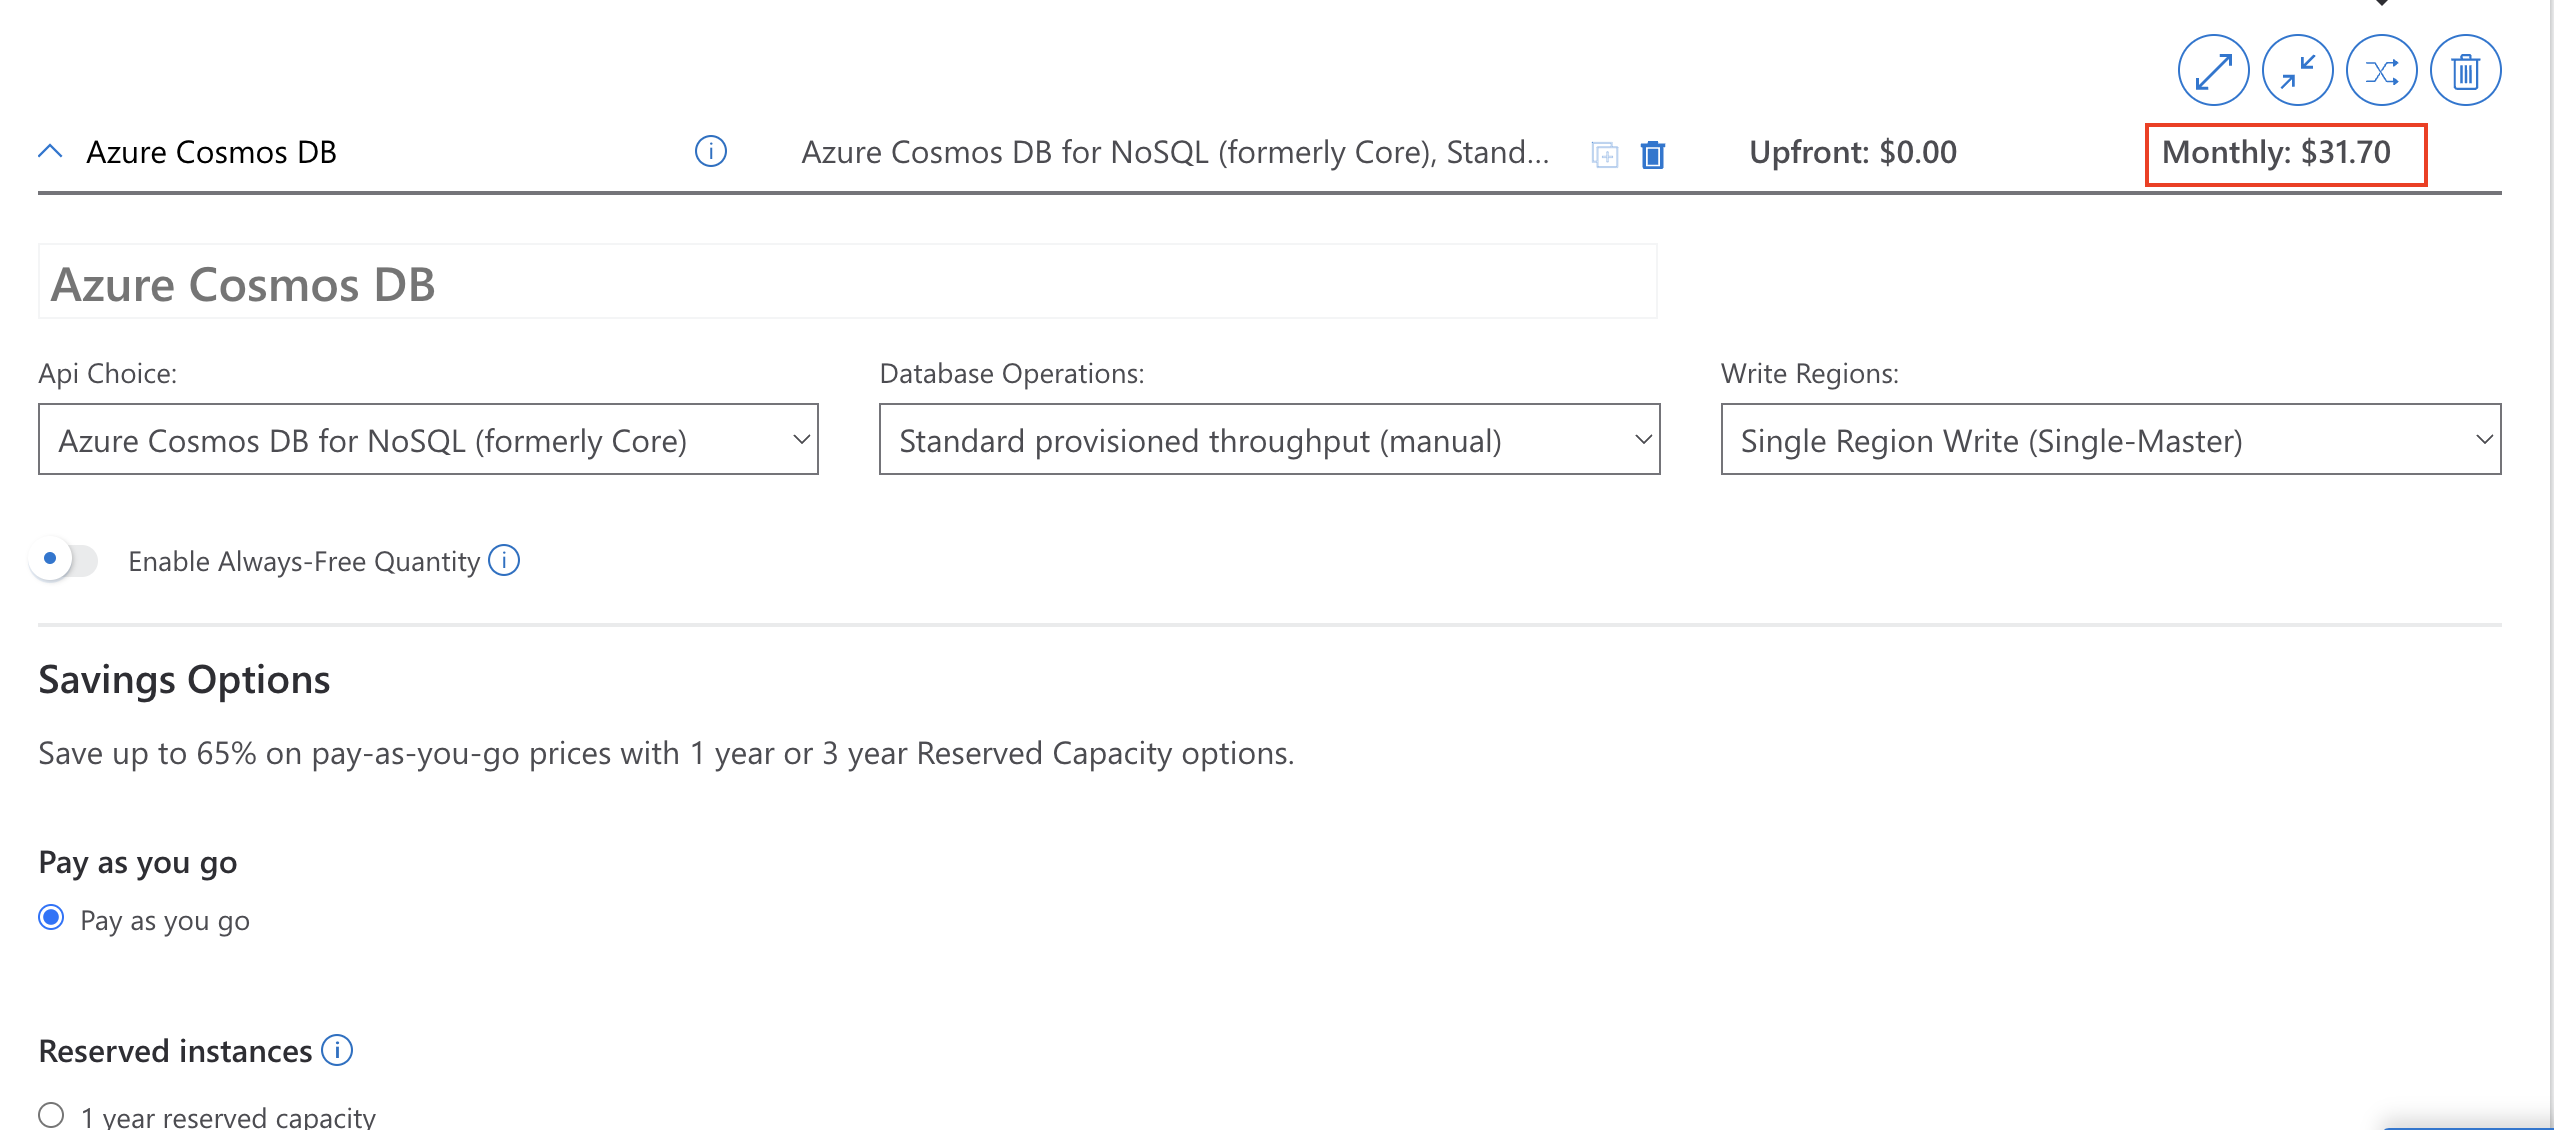 Azure Cosmos DB
Azure Cosmos DB for NoSQL (formerly Core), Stand...
Upfront: $0.00
Monthly: $31.70
Azure Cosmos DB
Api Choice:
Database Operations:
Write Regions:
Azure Cosmos DB for NoSQL (formerly Core)
Standard provisioned throughput (manual)
Single Region Write (Single-Master)
Enable Always-Free Quantity
Savings Options
Save up to 65% on pay-as-you-go prices with 1 year or 3 year Reserved Capacity options.
Pay as you go
Pay as you go
Reserved instances
1 year reserved capacity